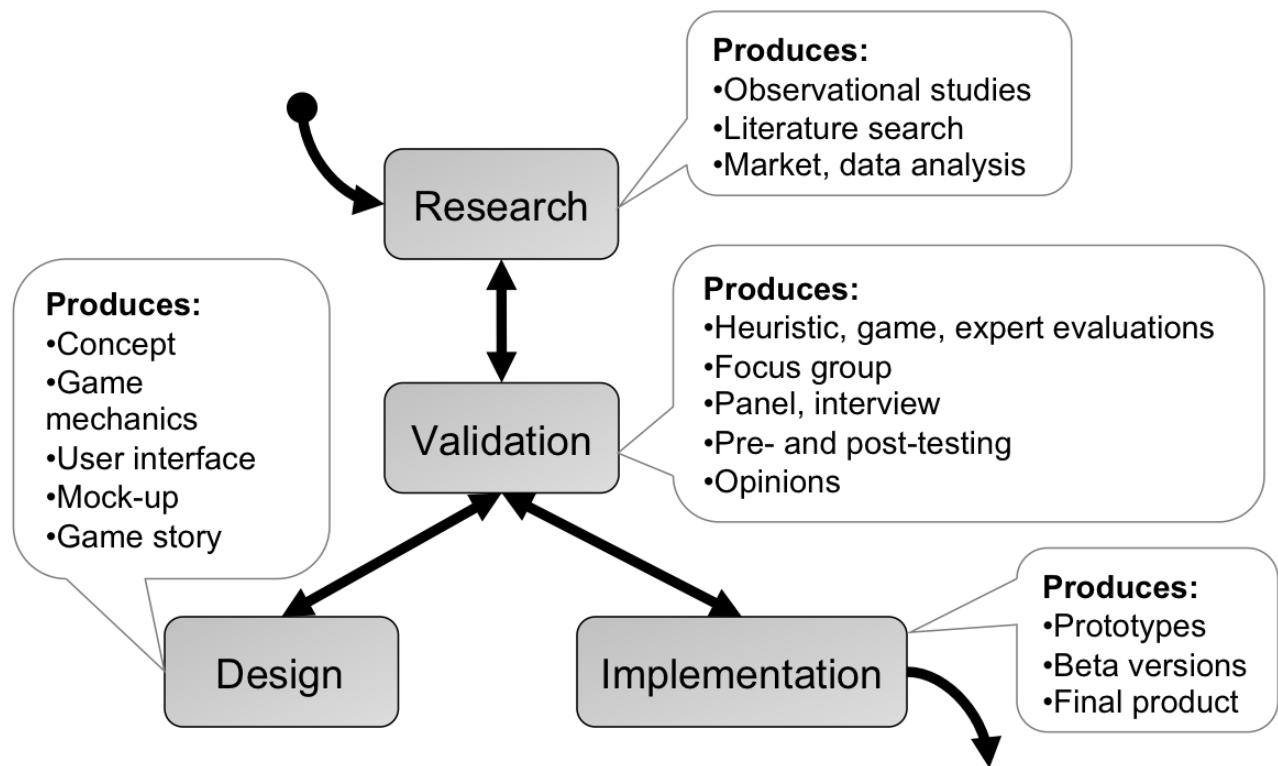 Produces:
•Observational studies
•Literature search
•Market, data analysis
Research
Produces:
•Heuristic, game, expert evaluations
•Focus group
•Panel, interview
•Pre- and post-testing
•Opinions
Validation
Produces:
•Concept
•Game
mechanics
•User interface
•Mock-up
•Game story
Design
Implementation
Produces:
•Prototypes
•Beta versions
•Final product